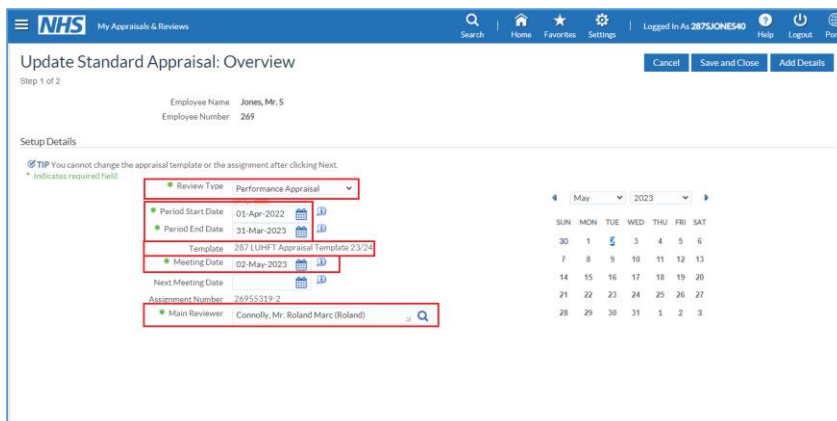 NHS My Appraisals & Reviews Search Home Favorites Settings Logged In As 287SJONES40 Help Logout
Update Standard Appraisal: Overview Cancel Save and Close Add Details
Step 1 of 2
Employee Name Jones, Mr. S
Employee Number 269
Setup Details
TIP You cannot change the appraisal template or the assignment after clicking Next.
* Indicates required field
* Review Type Performance Appraisal
* Period Start Date 01-Apr-2022
* Period End Date 31-Mar-2023
Template 287 LUHFT Appraisal Template 23/24
* Meeting Date 02-May-2023
Next Meeting Date
Assignment Number 26955319-2
* Main Reviewer Connolly, Mr. Roland Marc (Roland)
May 2023
SUN MON TUE WED THU FRI SAT
30 1 2 3 4 5 6
7 8 9 10 11 12 13
14 15 16 17 18 19 20
21 22 23 24 25 26 27
28 29 30 31 1 2 3